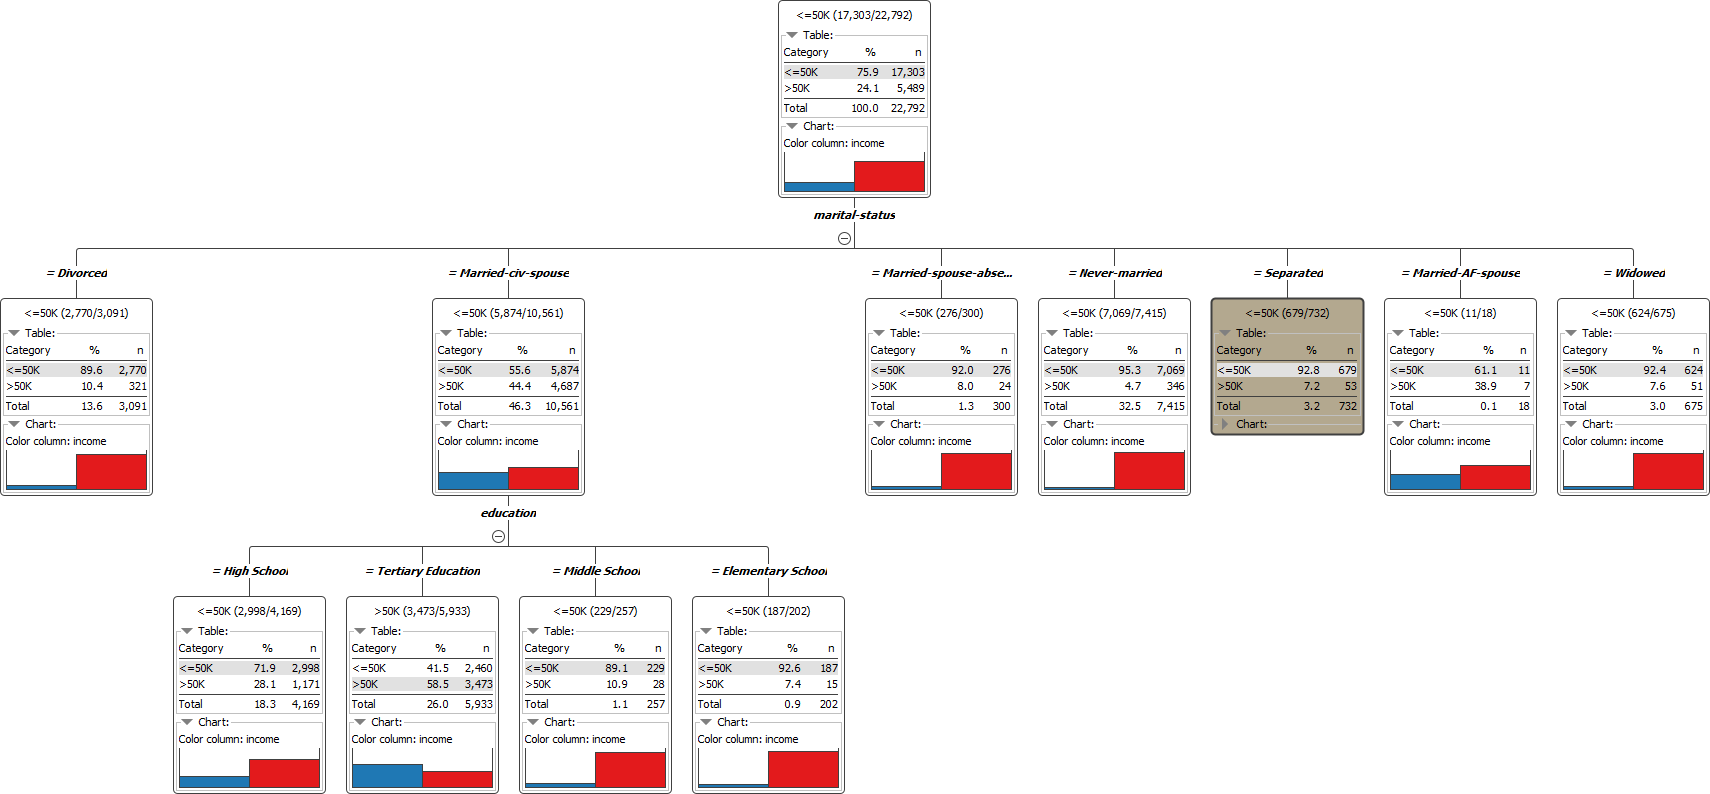 <=50K (17,303/22,792)
Table:
Category % n
<=50K 75.9 17,303
>50K 24.1 5,489
Total 100.0 22,792
Chart:
Color column: income
marital-status
= Divorced
<=50K (2,770/3,091)
Table:
Category % n
<=50K 89.6 2,770
>50K 10.4 321
Total 13.6 3,091
Chart:
Color column: income
= Married-civ-spouse
<=50K (5,874/10,561)
Table:
Category % n
<=50K 55.6 5,874
>50K 44.4 4,687
Total 46.3 10,561
Chart:
Color column: income
= Married-spouse-abse...
<=50K (276/300)
Table:
Category % n
<=50K 92.0 276
>50K 8.0 24
Total 1.3 300
Chart:
Color column: income
= Never-married
<=50K (7,069/7,415)
Table:
Category % n
<=50K 95.3 7,069
>50K 4.7 346
Total 32.5 7,415
Chart:
Color column: income
= Separated
<=50K (679/732)
Table:
Category % n
<=50K 92.8 679
>50K 7.2 53
Total 3.2 732
Chart:
= Married-AF-spouse
<=50K (11/18)
Table:
Category % n
<=50K 61.1 11
>50K 38.9 7
Total 0.1 18
Chart:
Color column: income
= Widowed
<=50K (624/675)
Table:
Category % n
<=50K 92.4 624
>50K 7.6 51
Total 3.0 675
Chart:
Color column: income
education
= High School
<=50K (2,998/4,169)
Table:
Category % n
<=50K 71.9 2,998
>50K 28.1 1,171
Total 18.3 4,169
Chart:
Color column: income
= Tertiary Education
>50K (3,473/5,933)
Table:
Category % n
<=50K 41.5 2,460
>50K 58.5 3,473
Total 26.0 5,933
Chart:
Color column: income
= Middle School
<=50K (229/257)
Table:
Category % n
<=50K 89.1 229
>50K 10.9 28
Total 1.1 257
Chart:
Color column: income
= Elementary School
<=50K (187/202)
Table:
Category % n
<=50K 92.6 187
>50K 7.4 15
Total 0.9 202
Chart:
Color column: income